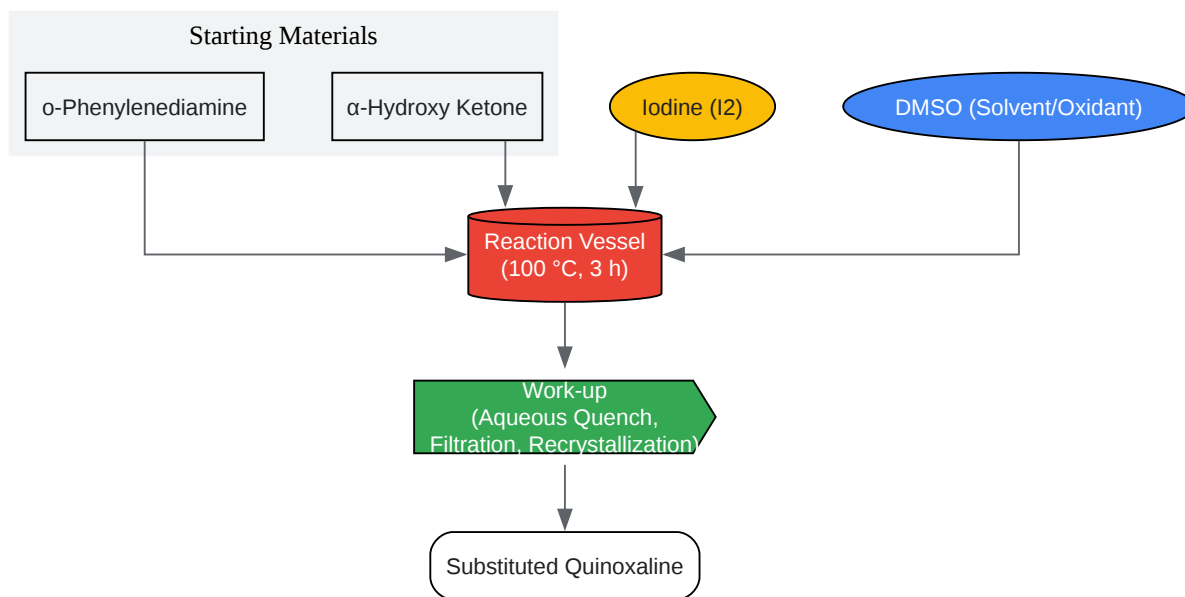 Starting Materials
o-Phenylenediamine
α-Hydroxy Ketone
Iodine (I2)
DMSO (Solvent/Oxidant)
Reaction Vessel
(100 °C, 3 h)
Work-up
(Aqueous Quench,
Filtration, Recrystallization)
Substituted Quinoxaline